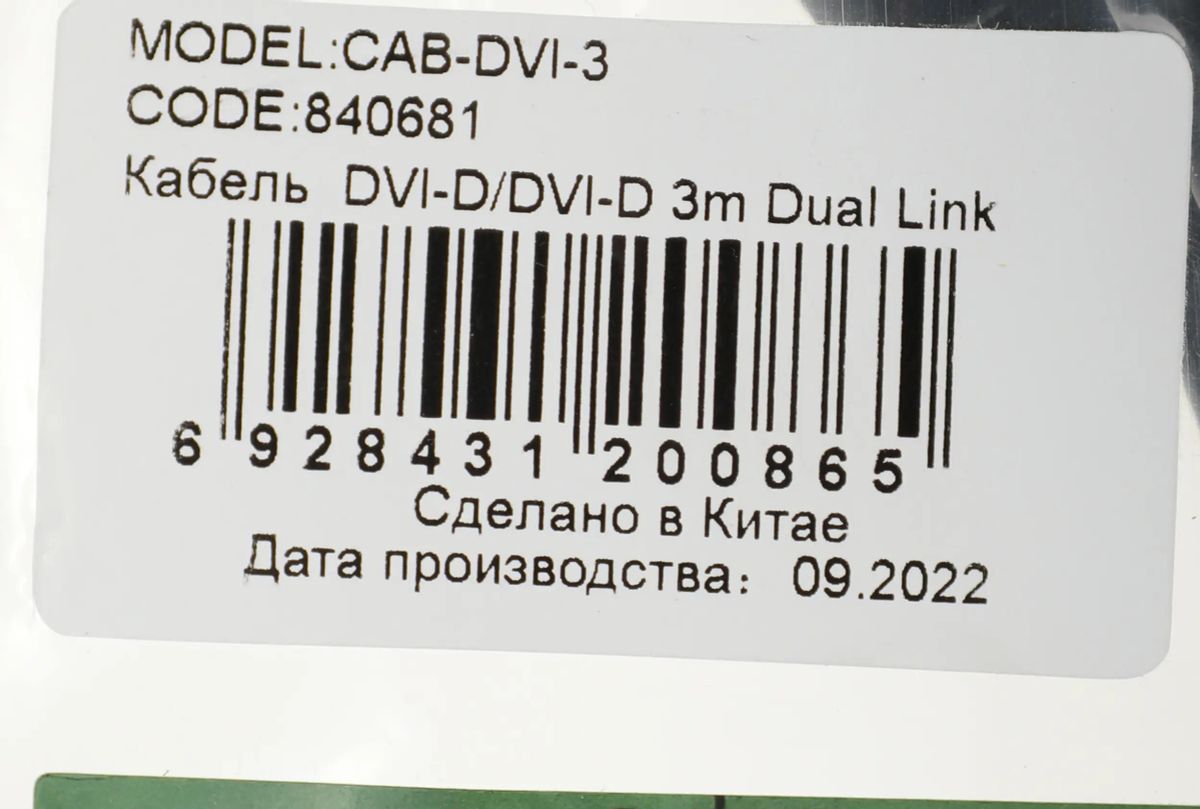 MODEL:CAB-DVI-3
CODE:840681
Кабель DVI-D/DVI-D 3m Dual Link
6 928431 200865
Сделано в Китае
Дата производства: 09.2022